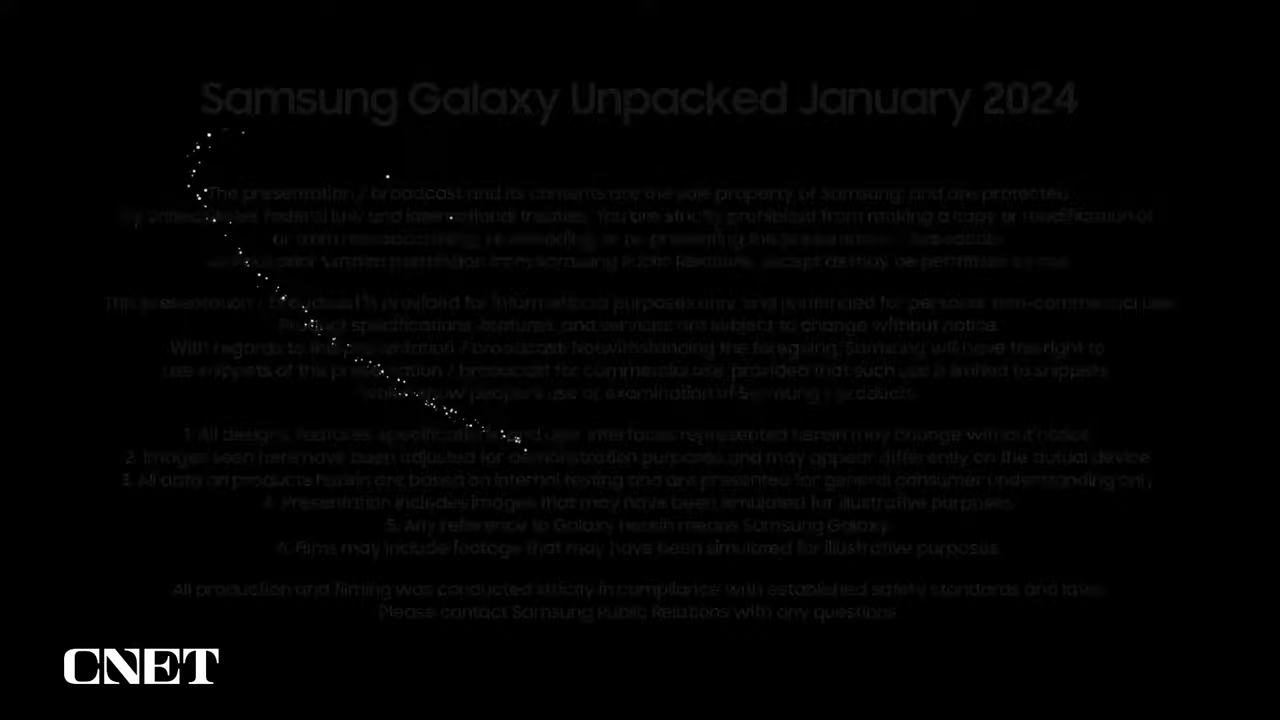 Samsung Galaxy Unpacked January 2024
The presentation / broadcast and its contents are the sole property of Samsung and are protected
Federal law and international treaties. You are strictly prohibited from making a copy or modification of
or from rebroadcasting, re-encoding or re-presenting this presentation / broadcast
prior written permission from Samsung Public Relations, except as may be permitted
This presentation / broadcast is provided for informational purposes only and is intended for personal non-commercial use.
Product specifications, features, and services are subject to change without notice.
With regards to this presentation / broadcast: Notwithstanding the foregoing, Samsung will have the right to
use snippets of this presentation / broadcast for commercial use, provided that such use is limited to snippets
which show people's use or examination of Samsung's products.
1. All designs, features, specifications and user interfaces represented herein may change without notice.
2. Images seen here have been adjusted for demonstration purposes and may appear differently on the actual device.
3. All data on products herein are based on internal testing and are presented for general consumer understanding only.
4. Presentation includes images that may have been simulated for illustrative purposes.
5. Any reference to Galaxy herein means Samsung Galaxy.
6. Films may include footage that may have been simulated for illustrative purposes.
All production and filming was conducted strictly in compliance with established safety standards and laws.
Please contact Samsung Public Relations with any questions.
CNET